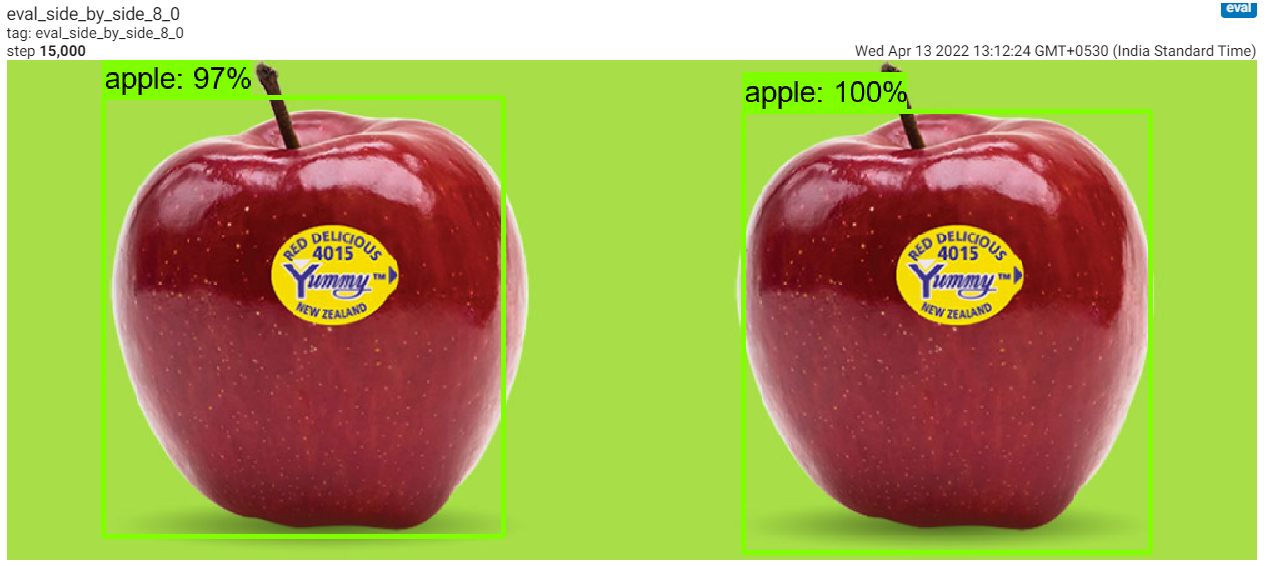 eval_side_by_side_8_0
eval
tag: eval_side_by_side_8_0
step 15,000
Wed Apr 13 2022 13:12:24 GMT+0530 (India Standard Time)
apple: 97%
RED DELICIOUS
4015
Yummy™
NEW ZEALAND
apple: 100%
RED DELICIOUS
4015
Yummy™
NEW ZEALAND